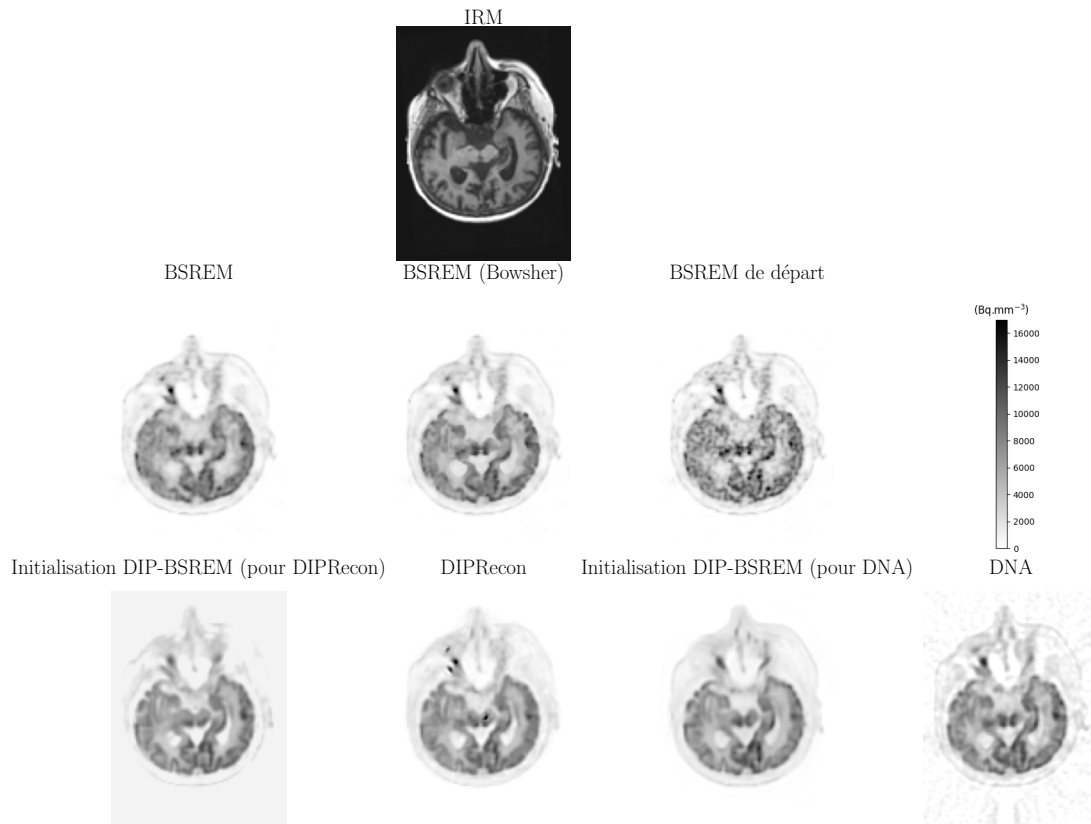 IRM
BSREM
BSREM (Bowsher)
BSREM de départ
(Bq.mm⁻³)
16000
14000
12000
10000
8000
6000
4000
2000
0
Initialisation DIP-BSREM (pour DIPRecon)
DIPRecon
Initialisation DIP-BSREM (pour DNA)
DNA